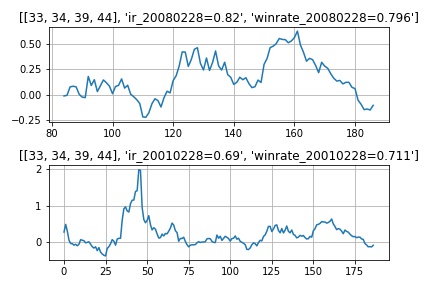 [[33, 34, 39, 44], 'ir_20080228=0.82', 'winrate_20080228=0.796']
0.50
0.25
0.00
−0.25
80 100 120 140 160 180
[[33, 34, 39, 44], 'ir_20010228=0.69', 'winrate_20010228=0.711']
2
1
0
0 25 50 75 100 125 150 175